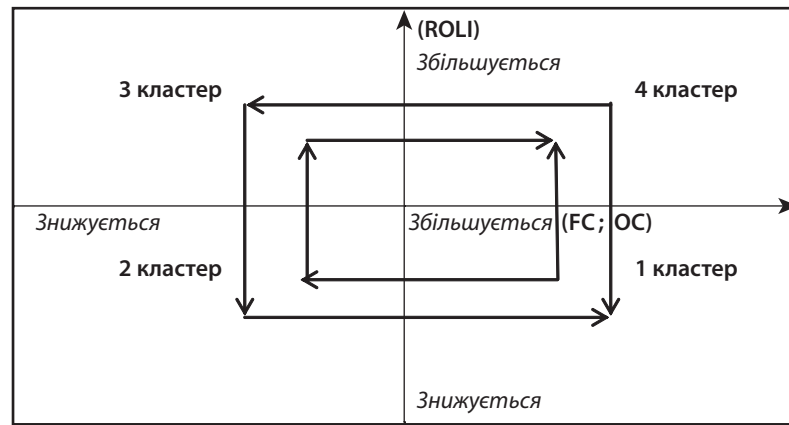 (ROLI)
Збільшується
3 кластер
4 кластер
Знижується
Збільшується (FC; OC)
2 кластер
1 кластер
Знижується